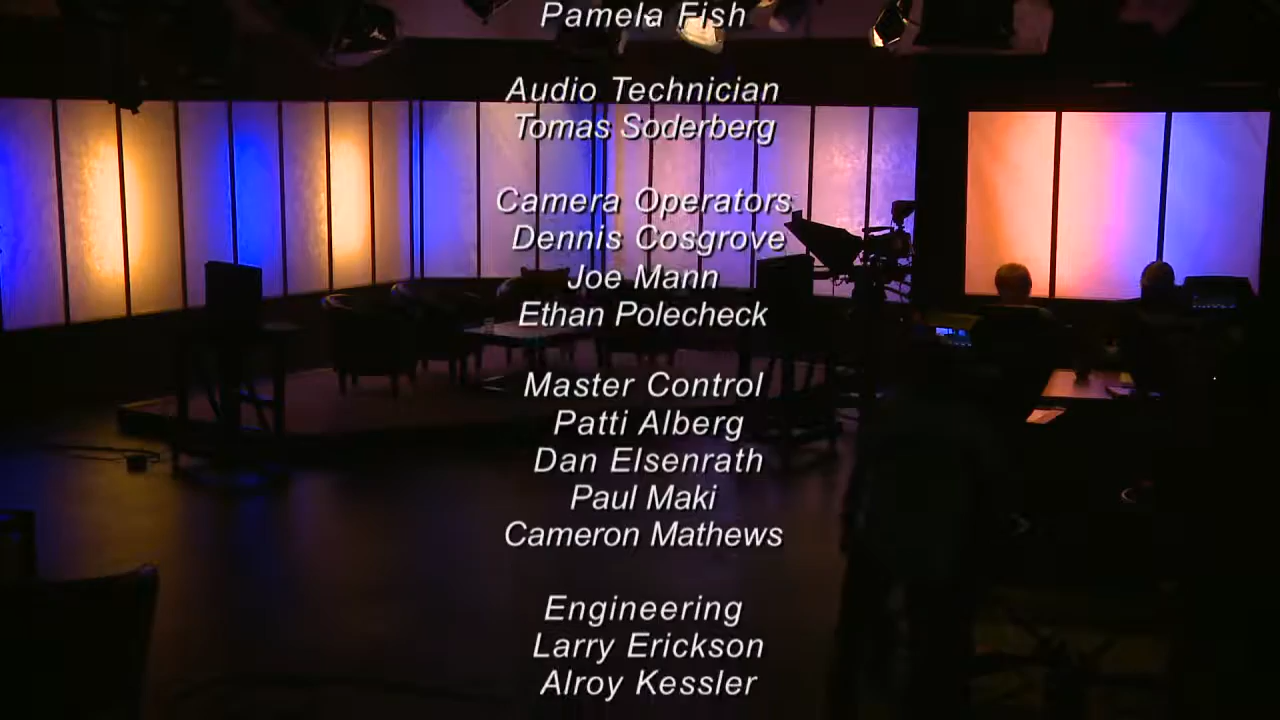 Pamela Fish
Audio Technician
Tomas Soderberg
Camera Operators
Dennis Cosgrove
Joe Mann
Ethan Polecheck
Master Control
Patti Alberg
Dan Elsenrath
Paul Maki
Cameron Mathews
Engineering
Larry Erickson
Alroy Kessler